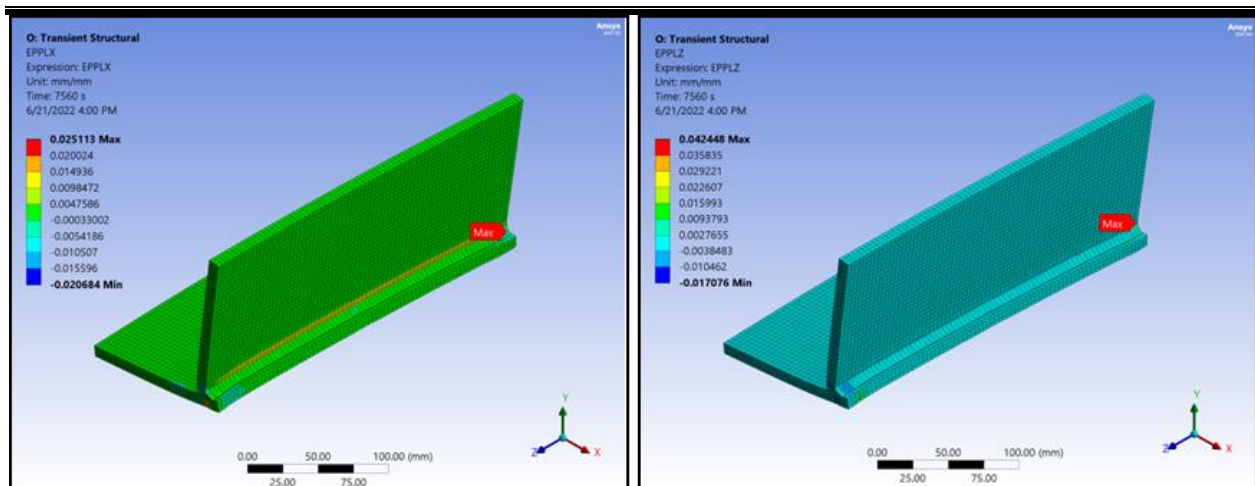 Ansys
O: Transient Structural
EPPLX
Expression: EPPLX
Unit: mm/mm
Time: 7560 s
6/21/2022 4:00 PM
0.025113 Max
0.020024
0.014936
0.0098472
0.0047586
-0.00033002
-0.0054186
-0.010507
-0.015596
-0.020684 Min
Max
Y
Z
X
0.00 50.00 100.00 (mm)
25.00 75.00
Ansys
O: Transient Structural
EPPLZ
Expression: EPPLZ
Unit: mm/mm
Time: 7560 s
6/21/2022 4:00 PM
0.042448 Max
0.035835
0.029221
0.022607
0.015993
0.0093793
0.0027655
-0.0038483
-0.010462
-0.017076 Min
Max
Y
Z
X
0.00 50.00 100.00 (mm)
25.00 75.00